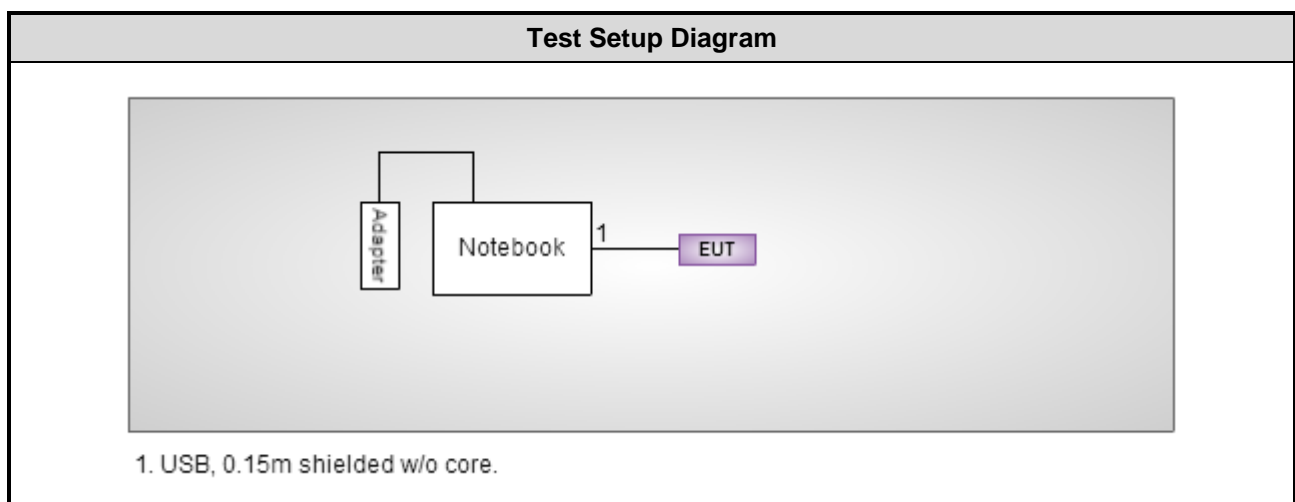 Test Setup Diagram
Adapter
Notebook
1
EUT
1. USB, 0.15m shielded w/o core.